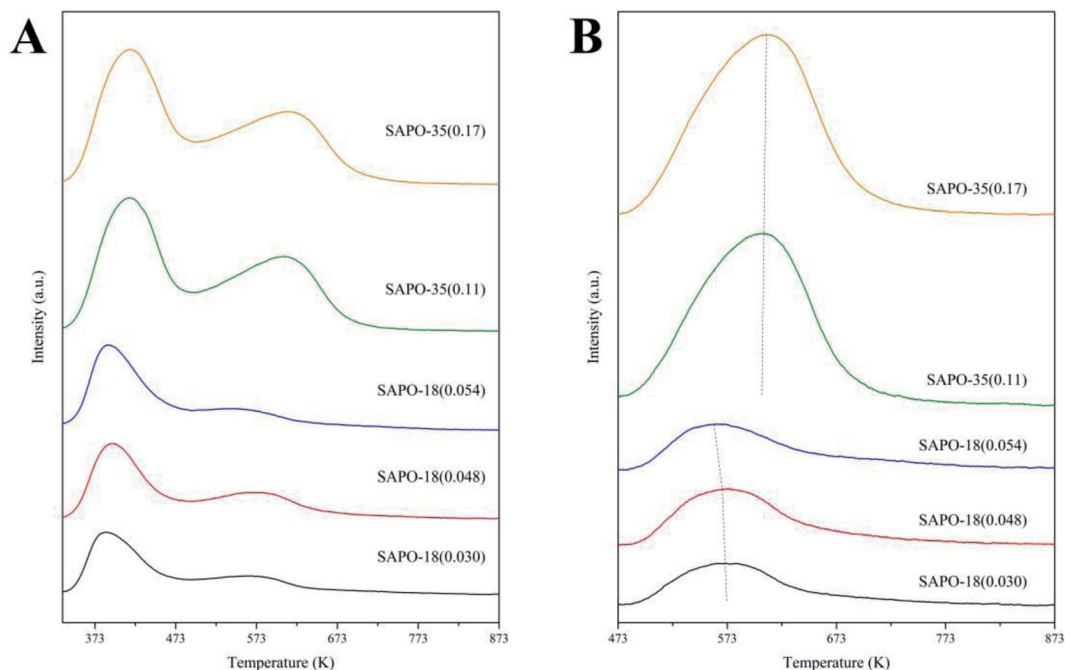 A
SAPO-35(0.17)
SAPO-35(0.11)
SAPO-18(0.054)
SAPO-18(0.048)
SAPO-18(0.030)
Intensity (a.u.)
373 473 573 673 773 873
Temperature (K)
B
SAPO-35(0.17)
SAPO-35(0.11)
SAPO-18(0.054)
SAPO-18(0.048)
SAPO-18(0.030)
Intensity (a.u.)
473 573 673 773 873
Temperature (K)